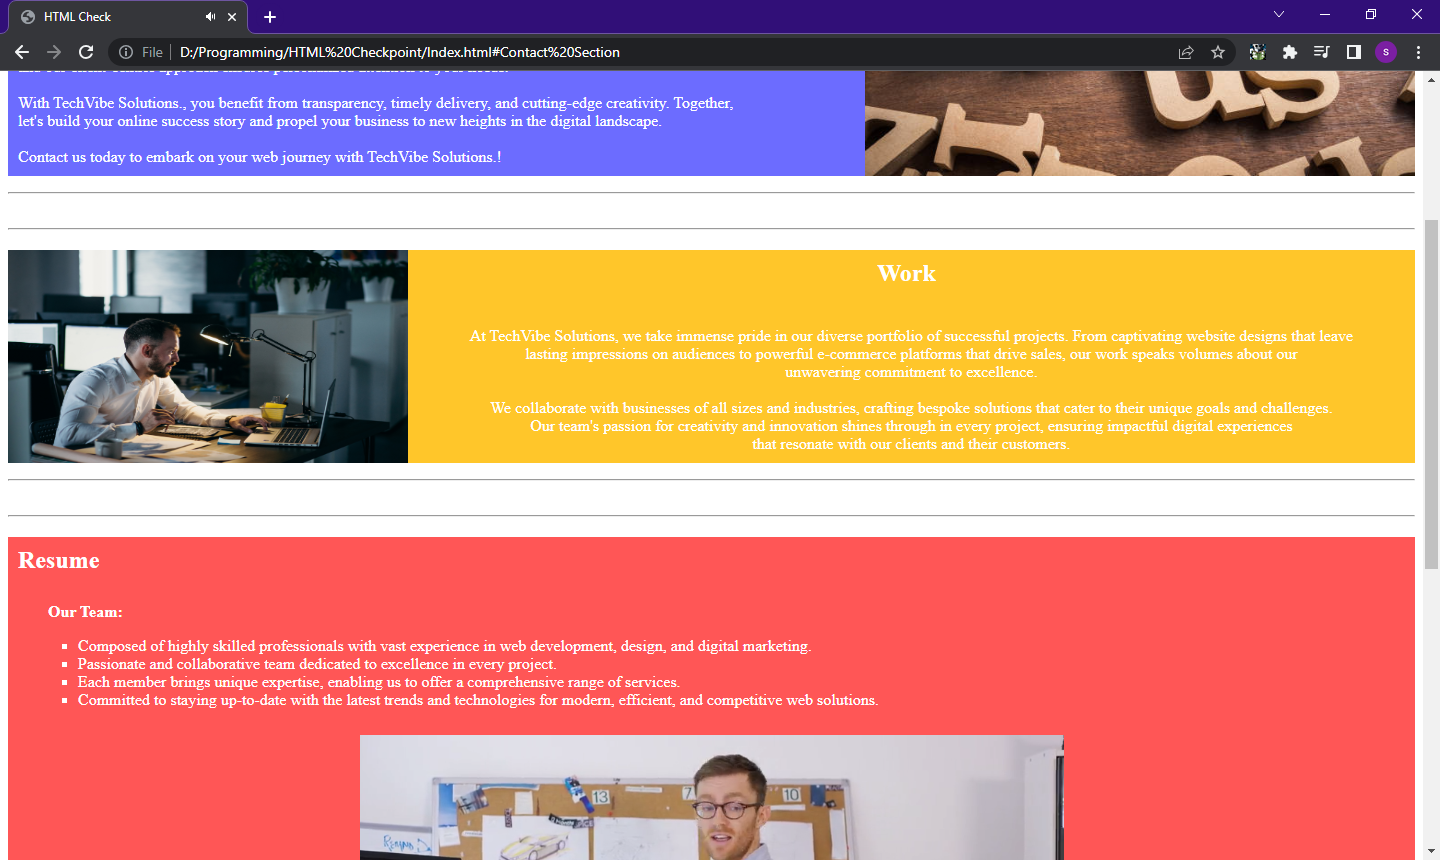 HTML Check
File
D:/Programming/HTML%20Checkpoint/Index.html#Contact%20Section
S
With TechVibe Solutions., you benefit from transparency, timely delivery, and cutting-edge creativity. Together,
let's build your online success story and propel your business to new heights in the digital landscape.
Contact us today to embark on your web journey with TechVibe Solutions.!
Work
At TechVibe Solutions, we take immense pride in our diverse portfolio of successful projects. From captivating website designs that leave
lasting impressions on audiences to powerful e-commerce platforms that drive sales, our work speaks volumes about our
unwavering commitment to excellence.
We collaborate with businesses of all sizes and industries, crafting bespoke solutions that cater to their unique goals and challenges.
Our team's passion for creativity and innovation shines through in every project, ensuring impactful digital experiences
that resonate with our clients and their customers.
Resume
Our Team:
Composed of highly skilled professionals with vast experience in web development, design, and digital marketing.
Passionate and collaborative team dedicated to excellence in every project.
Each member brings unique expertise, enabling us to offer a comprehensive range of services.
Committed to staying up-to-date with the latest trends and technologies for modern, efficient, and competitive web solutions.
13
7
10